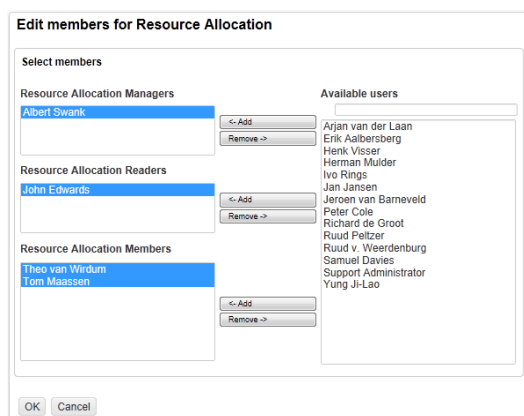 Edit members for Resource Allocation
Select members
Resource Allocation Managers
Albert Swank
<- Add
Remove ->
Resource Allocation Readers
John Edwards
<- Add
Remove ->
Resource Allocation Members
Theo van Wirdum
Tom Maassen
<- Add
Remove ->
Available users
Arjan van der Laan
Erik Aalbersberg
Henk Visser
Herman Mulder
Ivo Rings
Jan Jansen
Jeroen van Barneveld
Peter Cole
Richard de Groot
Ruud Peltzer
Ruud v. Weerdenburg
Samuel Davies
Support Administrator
Yung Ji-Lao
OK
Cancel